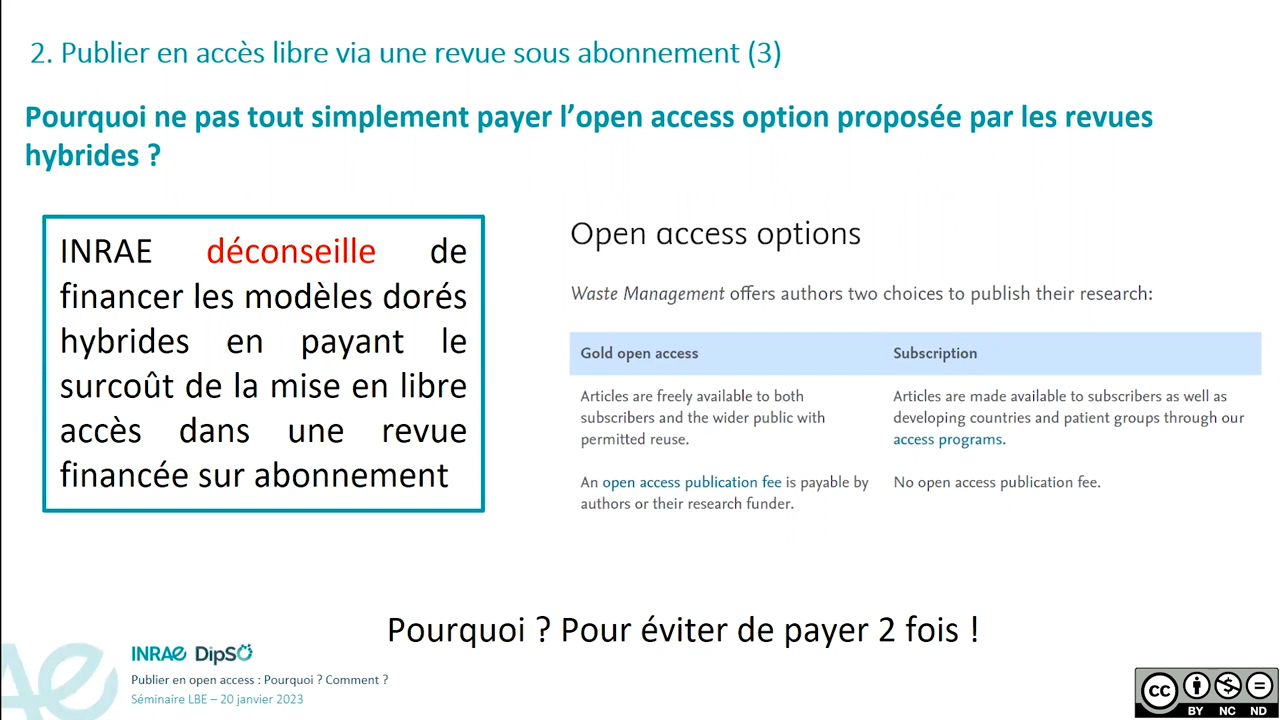 2. Publier en accès libre via une revue sous abonnement (3)
Pourquoi ne pas tout simplement payer l’open access option proposée par les revues
hybrides ?
INRAE déconseille de
financer les modèles dorés
hybrides en payant le
surcoût de la mise en libre
accès dans une revue
financée sur abonnement
Open access options
Waste Management offers authors two choices to publish their research:
Gold open access
Subscription
Articles are freely available to both
subscribers and the wider public with
permitted reuse.
Articles are made available to subscribers as well as
developing countries and patient groups through our
access programs.
An open access publication fee is payable by
authors or their research funder.
No open access publication fee.
Pourquoi ? Pour éviter de payer 2 fois !
INRAE DipSO
Publier en open access : Pourquoi ? Comment ?
Séminaire LBE – 20 janvier 2023
cc
BY NC ND